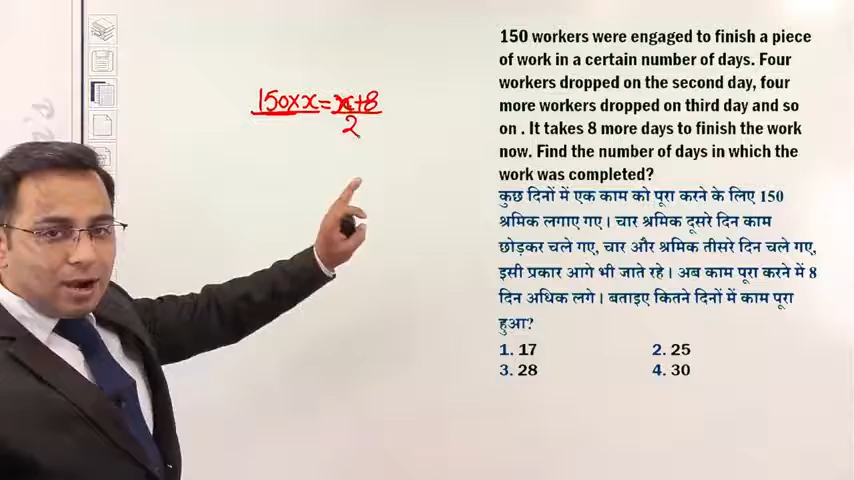 150 workers were engaged to finish a piece
of work in a certain number of days. Four
workers dropped on the second day, four
more workers dropped on third day and so
on . It takes 8 more days to finish the work
now. Find the number of days in which the
work was completed?
कुछ दिनों में एक काम को पूरा करने के लिए 150
श्रमिक लगाए गए। चार श्रमिक दूसरे दिन काम
छोड़कर चले गए, चार और श्रमिक तीसरे दिन चले गए,
इसी प्रकार आगे भी जाते रहे। अब काम पूरा करने में 8
दिन अधिक लगे। बताइए कितने दिनों में काम पूरा
हुआ?
1. 17 2. 25
3. 28 4. 30
150×x=x+8
2